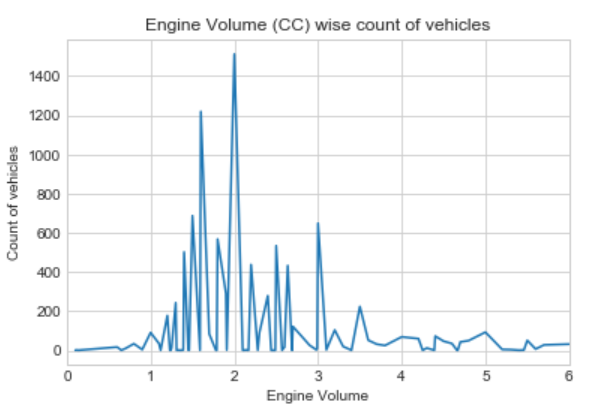 Engine Volume (CC) wise count of vehicles
Count of vehicles
1400
1200
1000
800
600
400
200
0
0 1 2 3 4 5 6
Engine Volume